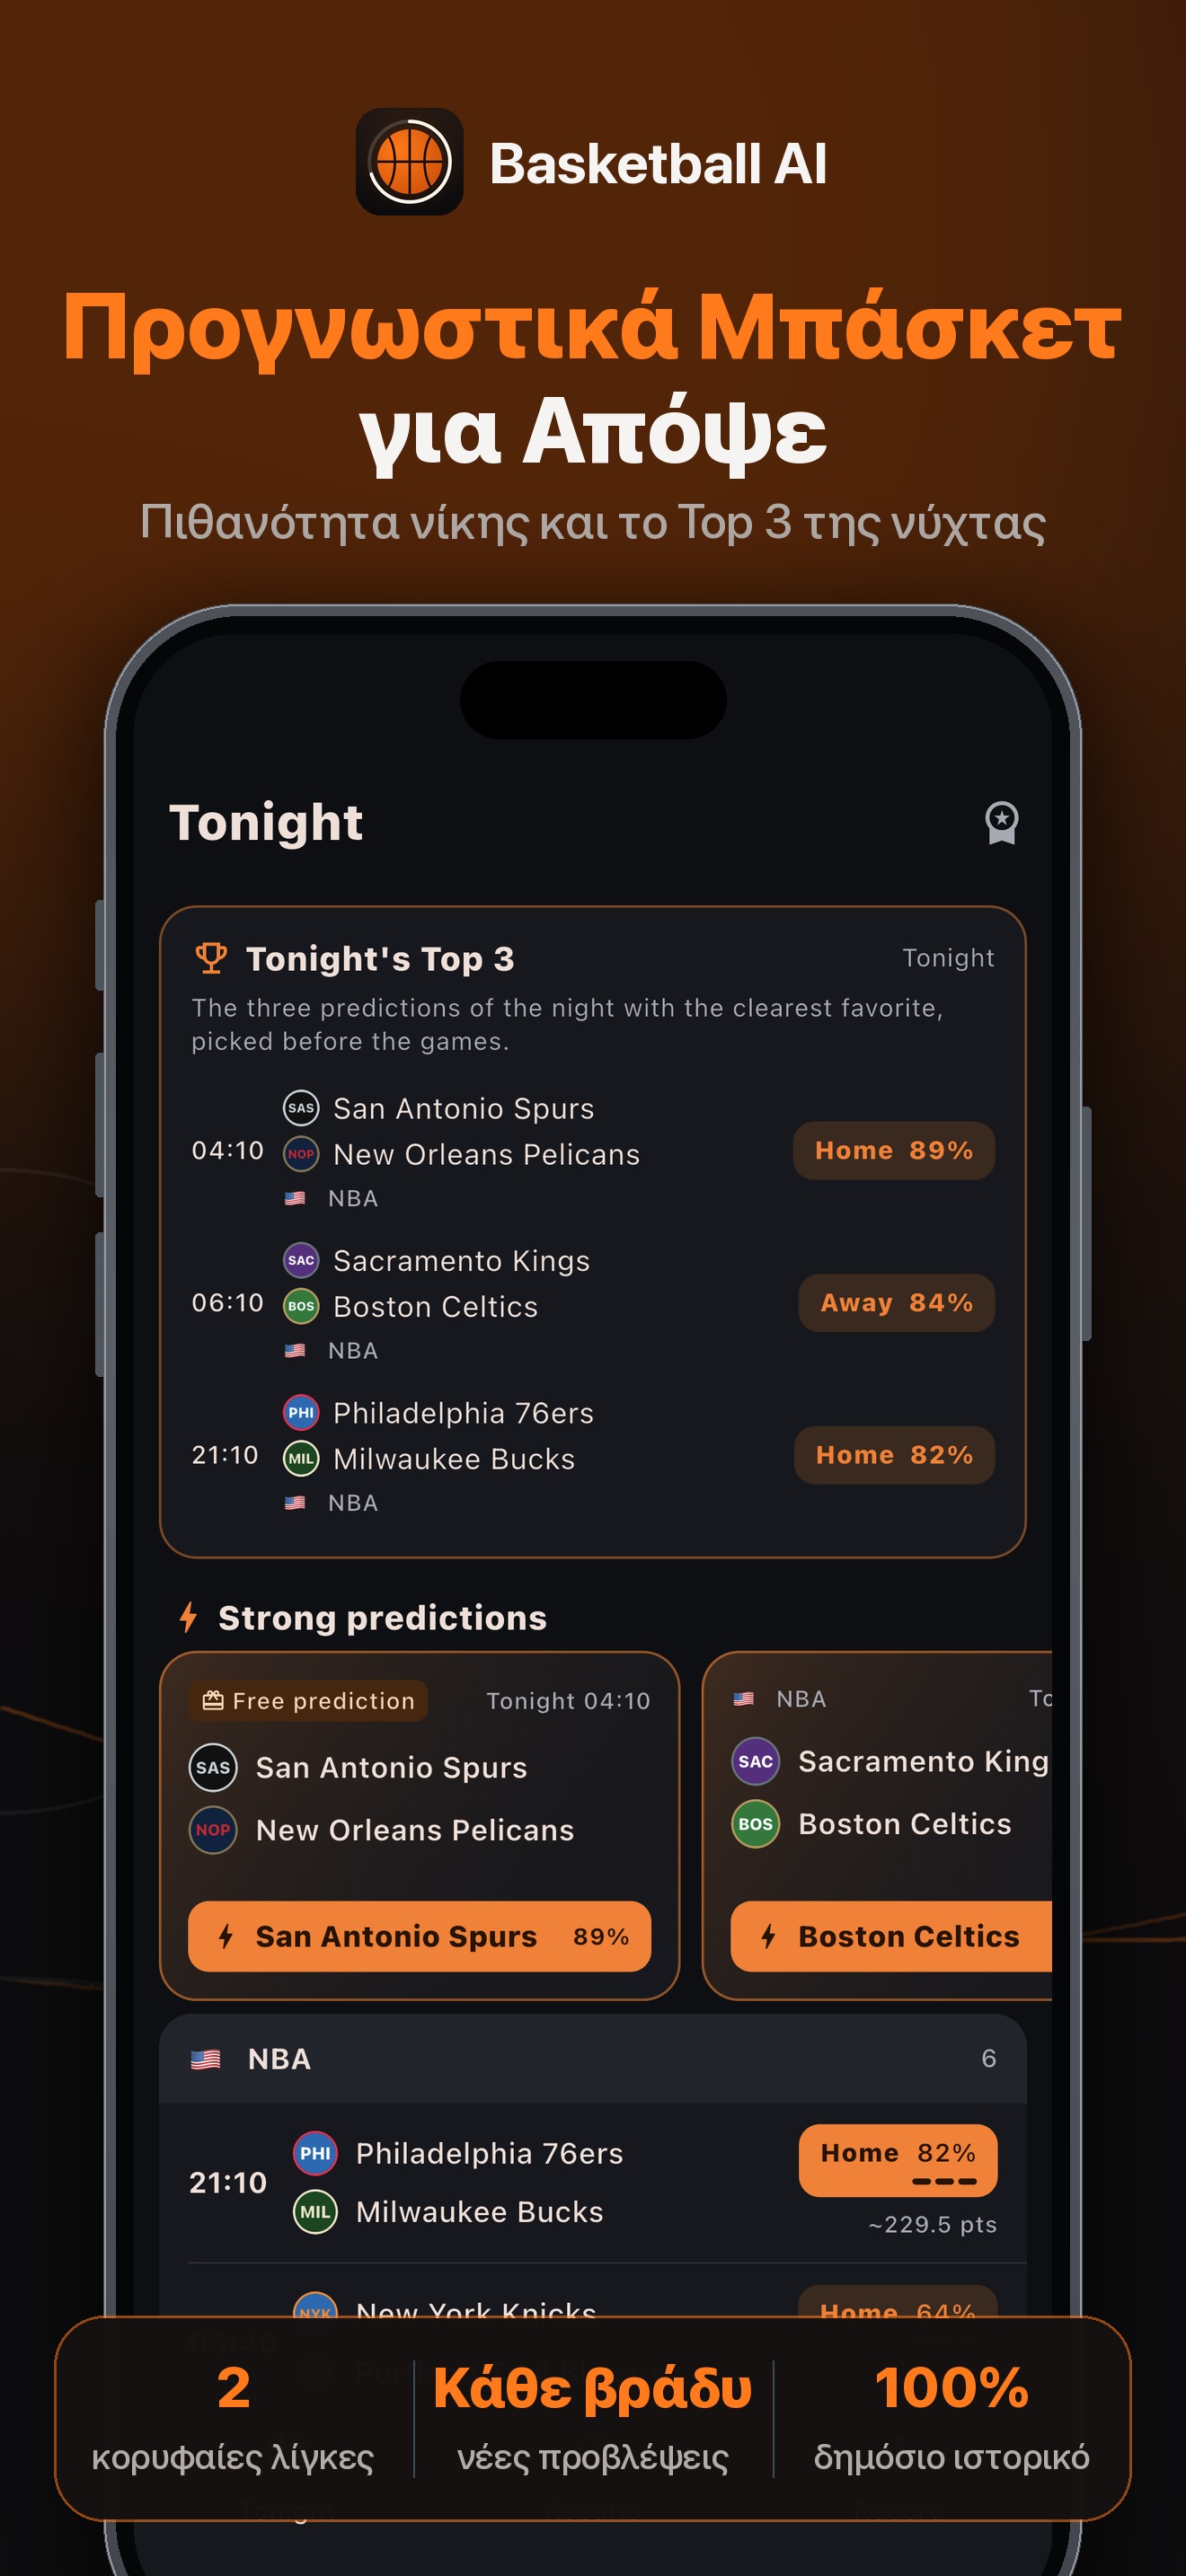 Basketball AI
Προγνωστικά Μπάσκετ
για Απόψε
Πιθανότητα νίκης και το Top 3 της νύχτας
Tonight
Tonight's Top 3
Tonight
The three predictions of the night with the clearest favorite,
picked before the games.
SAS San Antonio Spurs
04:10
NOP New Orleans Pelicans
Home 89%
NBA
SAC Sacramento Kings
06:10
BOS Boston Celtics
Away 84%
NBA
PHI Philadelphia 76ers
21:10
MIL Milwaukee Bucks
Home 82%
NBA
Strong predictions
Free prediction
Tonight 04:10
SAS San Antonio Spurs
NOP New Orleans Pelicans
San Antonio Spurs 89%
NBA
SAC Sacramento King
BOS Boston Celtics
Boston Celtics
NBA 6
21:10
PHI Philadelphia 76ers
MIL Milwaukee Bucks
Home 82%
~229.5 pts
NYK New York Knicks
Home 64%
2
κορυφαίες λίγκες
Κάθε βράδυ
νέες προβλέψεις
100%
δημόσιο ιστορικό